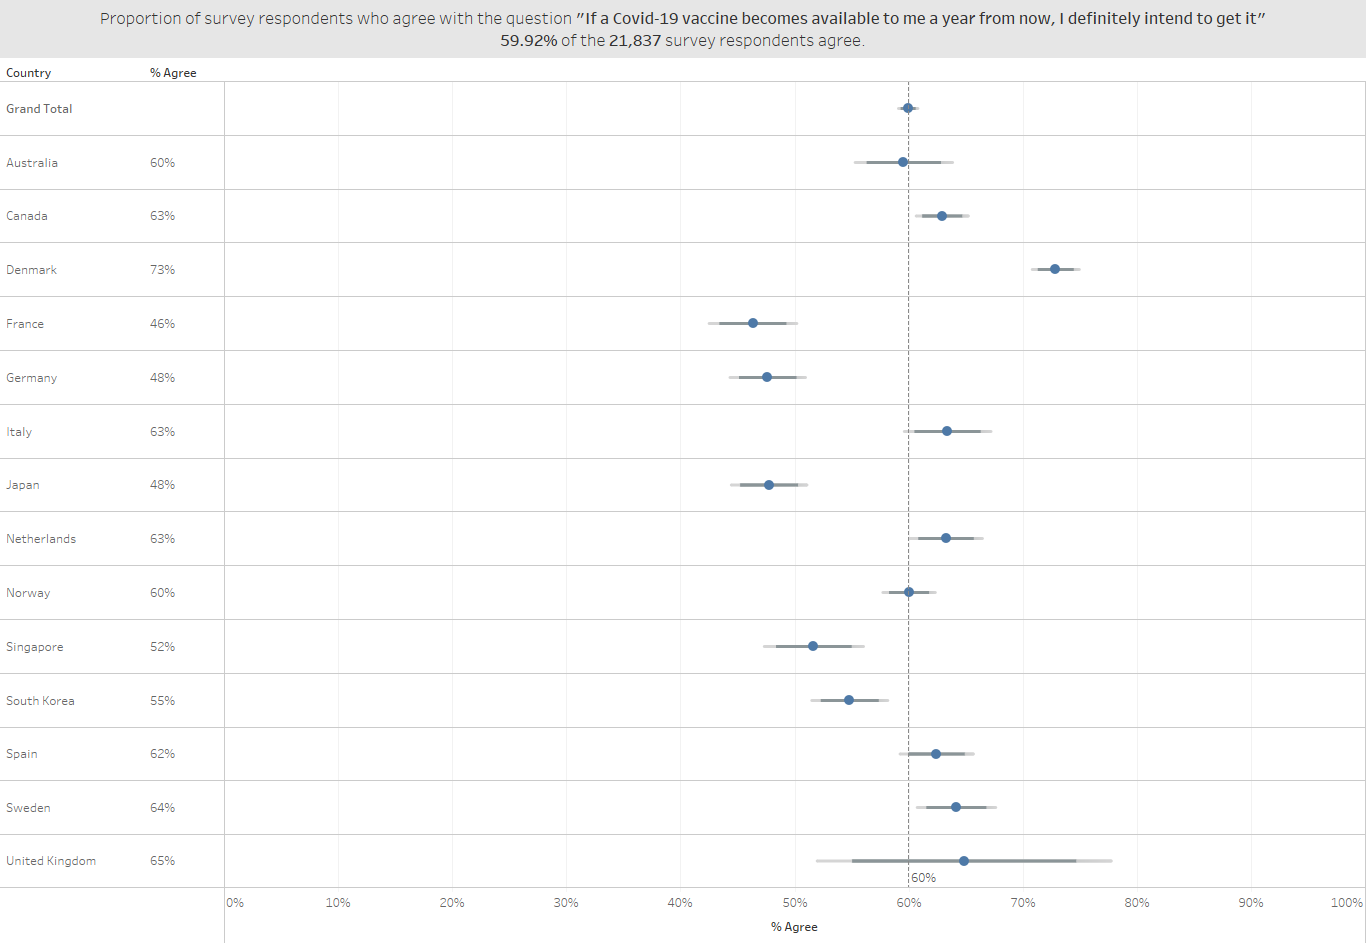 Proportion of survey respondents who agree with the question "If a Covid-19 vaccine becomes available to me a year from now, I definitely intend to get it"
59.92% of the 21,837 survey respondents agree.
Country % Agree
Grand Total
Australia 60%
Canada 63%
Denmark 73%
France 46%
Germany 48%
Italy 63%
Japan 48%
Netherlands 63%
Norway 60%
Singapore 52%
South Korea 55%
Spain 62%
Sweden 64%
United Kingdom 65%
60%
0% 10% 20% 30% 40% 50% 60% 70% 80% 90% 100%
% Agree